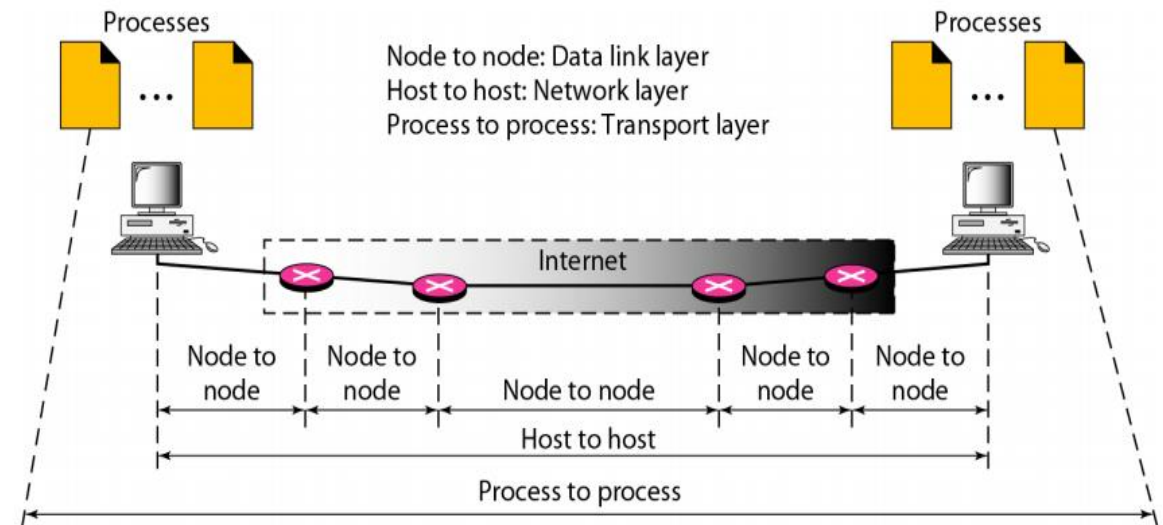 Processes
Processes
Node to node: Data link layer
Host to host: Network layer
Process to process: Transport layer
Internet
Node to
node
Node to
node
Node to node
Node to
node
Node to
node
Host to host
Process to process